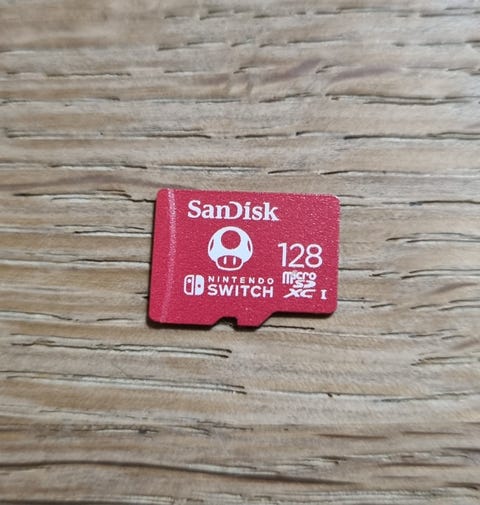 SanDisk
128
NINTENDO
SWITCH
micro
SD
XC I